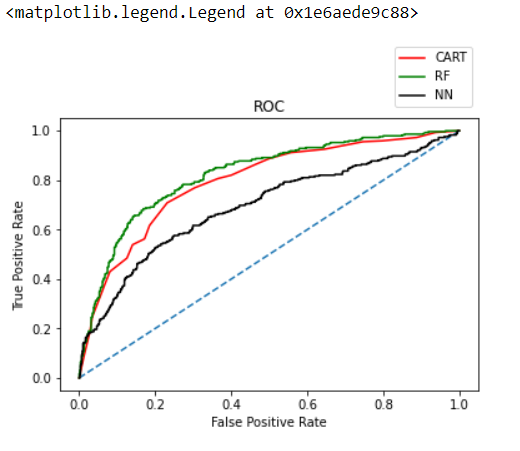 <matplotlib.legend.Legend at 0x1e6aede9c88>
CART
RF
NN
ROC
1.0
0.8
0.6
0.4
0.2
0.0
True Positive Rate
0.0 0.2 0.4 0.6 0.8 1.0
False Positive Rate